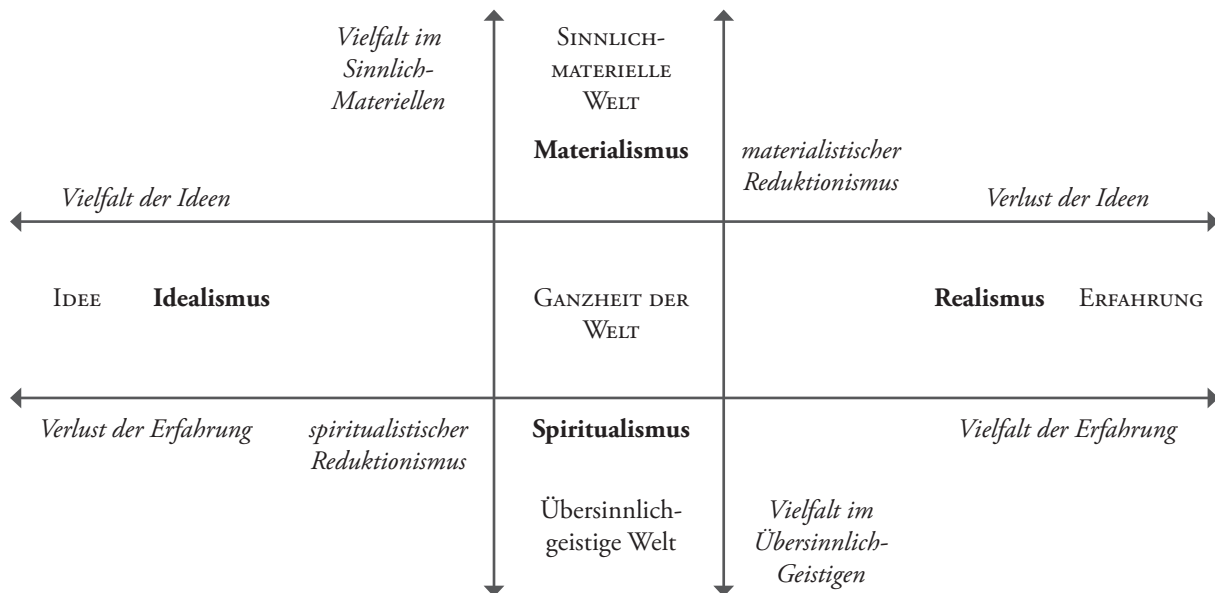 Vielfalt im
Sinnlich-
Materiellen
Sinnlich-
materielle
Welt
Materialismus
materialistischer
Reduktionismus
Vielfalt der Ideen
Verlust der Ideen
Idee
Idealismus
Ganzheit der
Welt
Realismus
Erfahrung
Verlust der Erfahrung
spiritualistischer
Reduktionismus
Spiritualismus
Vielfalt der Erfahrung
Übersinnlich-
geistige Welt
Vielfalt im
Übersinnlich-
Geistigen